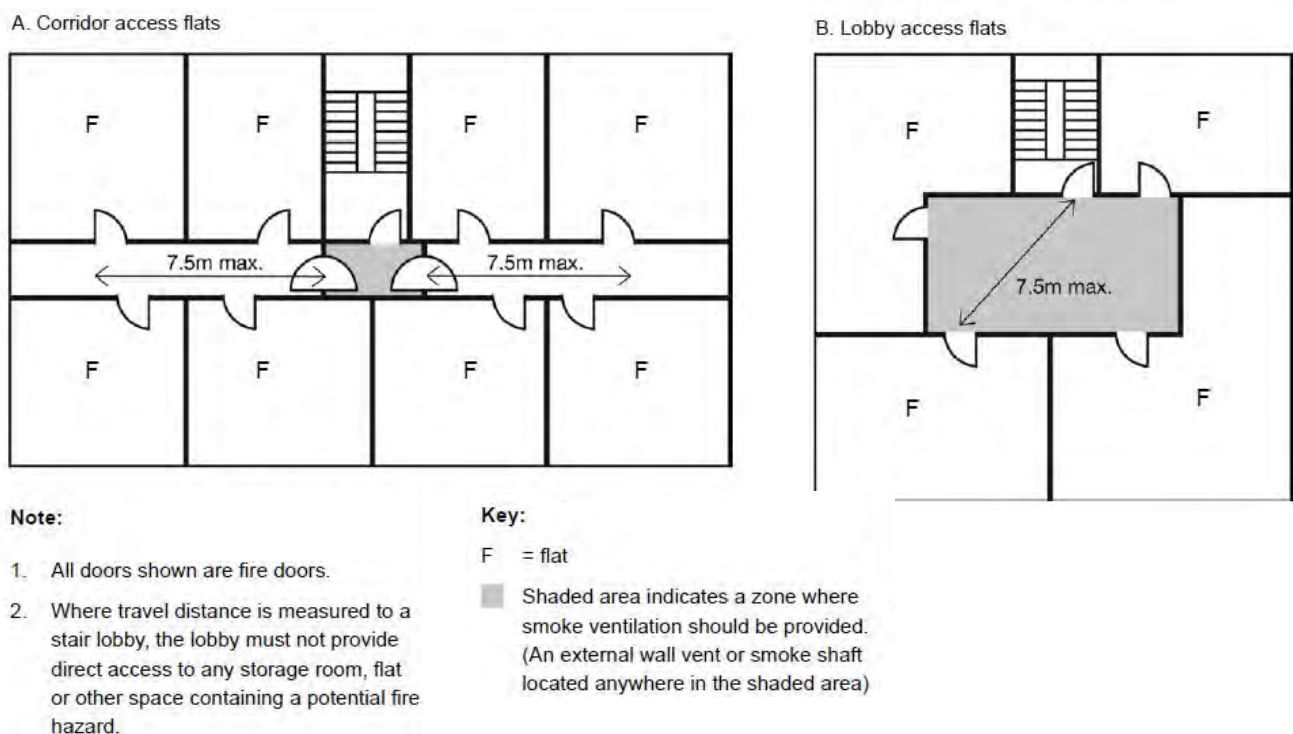 A. Corridor access flats
B. Lobby access flats
F
F
F
F
F
F
7.5m max.
7.5m max.
7.5m max.
F
F
F
F
F
F
Note:
1. All doors shown are fire doors.
2. Where travel distance is measured to a
stair lobby, the lobby must not provide
direct access to any storage room, flat
or other space containing a potential fire
hazard.
Key:
F = flat
Shaded area indicates a zone where
smoke ventilation should be provided.
(An external wall vent or smoke shaft
located anywhere in the shaded area)